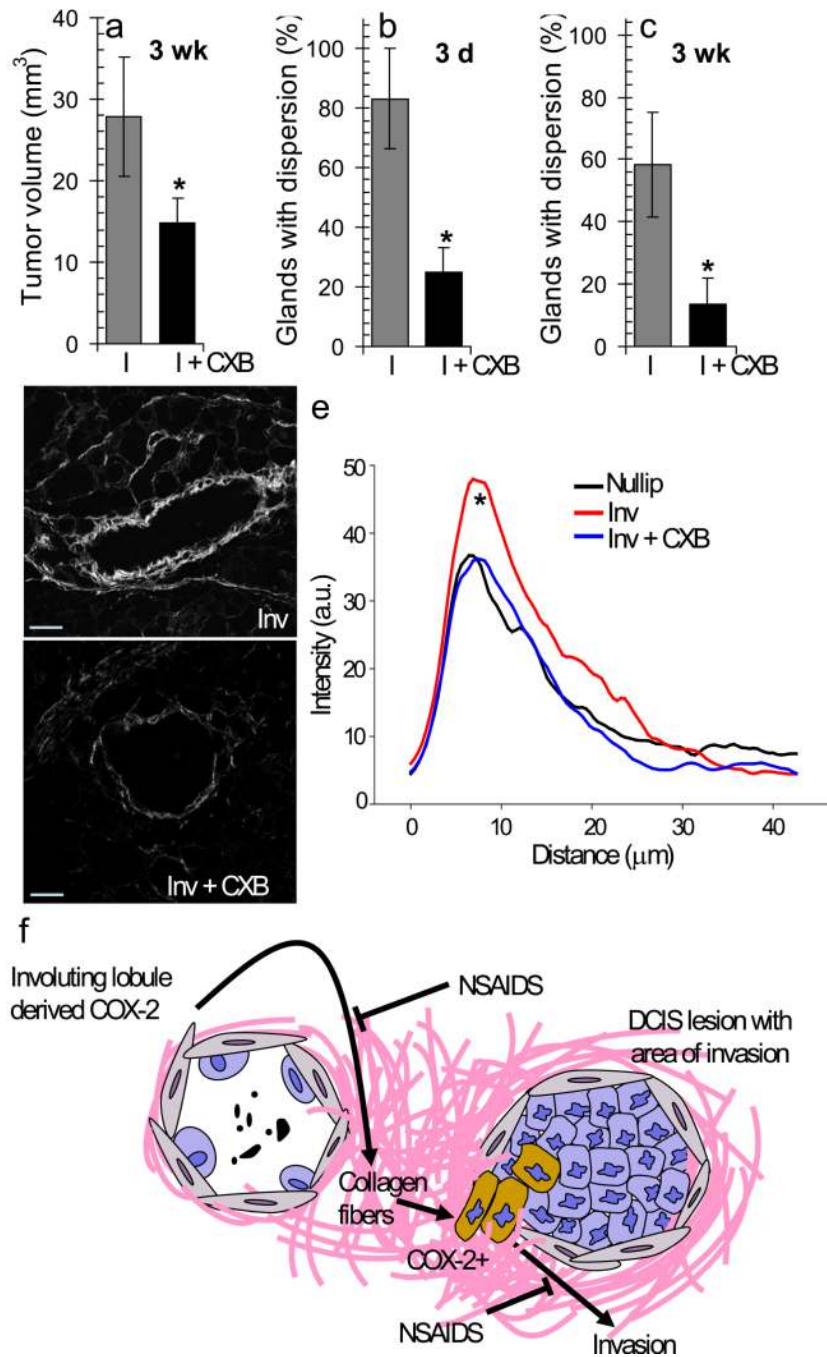 a
3 wk
Tumor volume (mm³)
40
30
20
10
0
*
I
I + CXB
b
3 d
Glands with dispersion (%)
100
80
60
40
20
0
*
I
I + CXB
c
3 wk
Glands with dispersion (%)
100
80
60
40
20
0
*
I
I + CXB
Inv
Inv + CXB
e
Intensity (a.u.)
50
40
30
20
10
0
*
Nullip
Inv
Inv + CXB
0
10
20
30
40
Distance (μm)
f
Involuting lobule
derived COX-2
NSAIDS
DCIS lesion with
area of invasion
Collagen
fibers
COX-2+
NSAIDS
Invasion